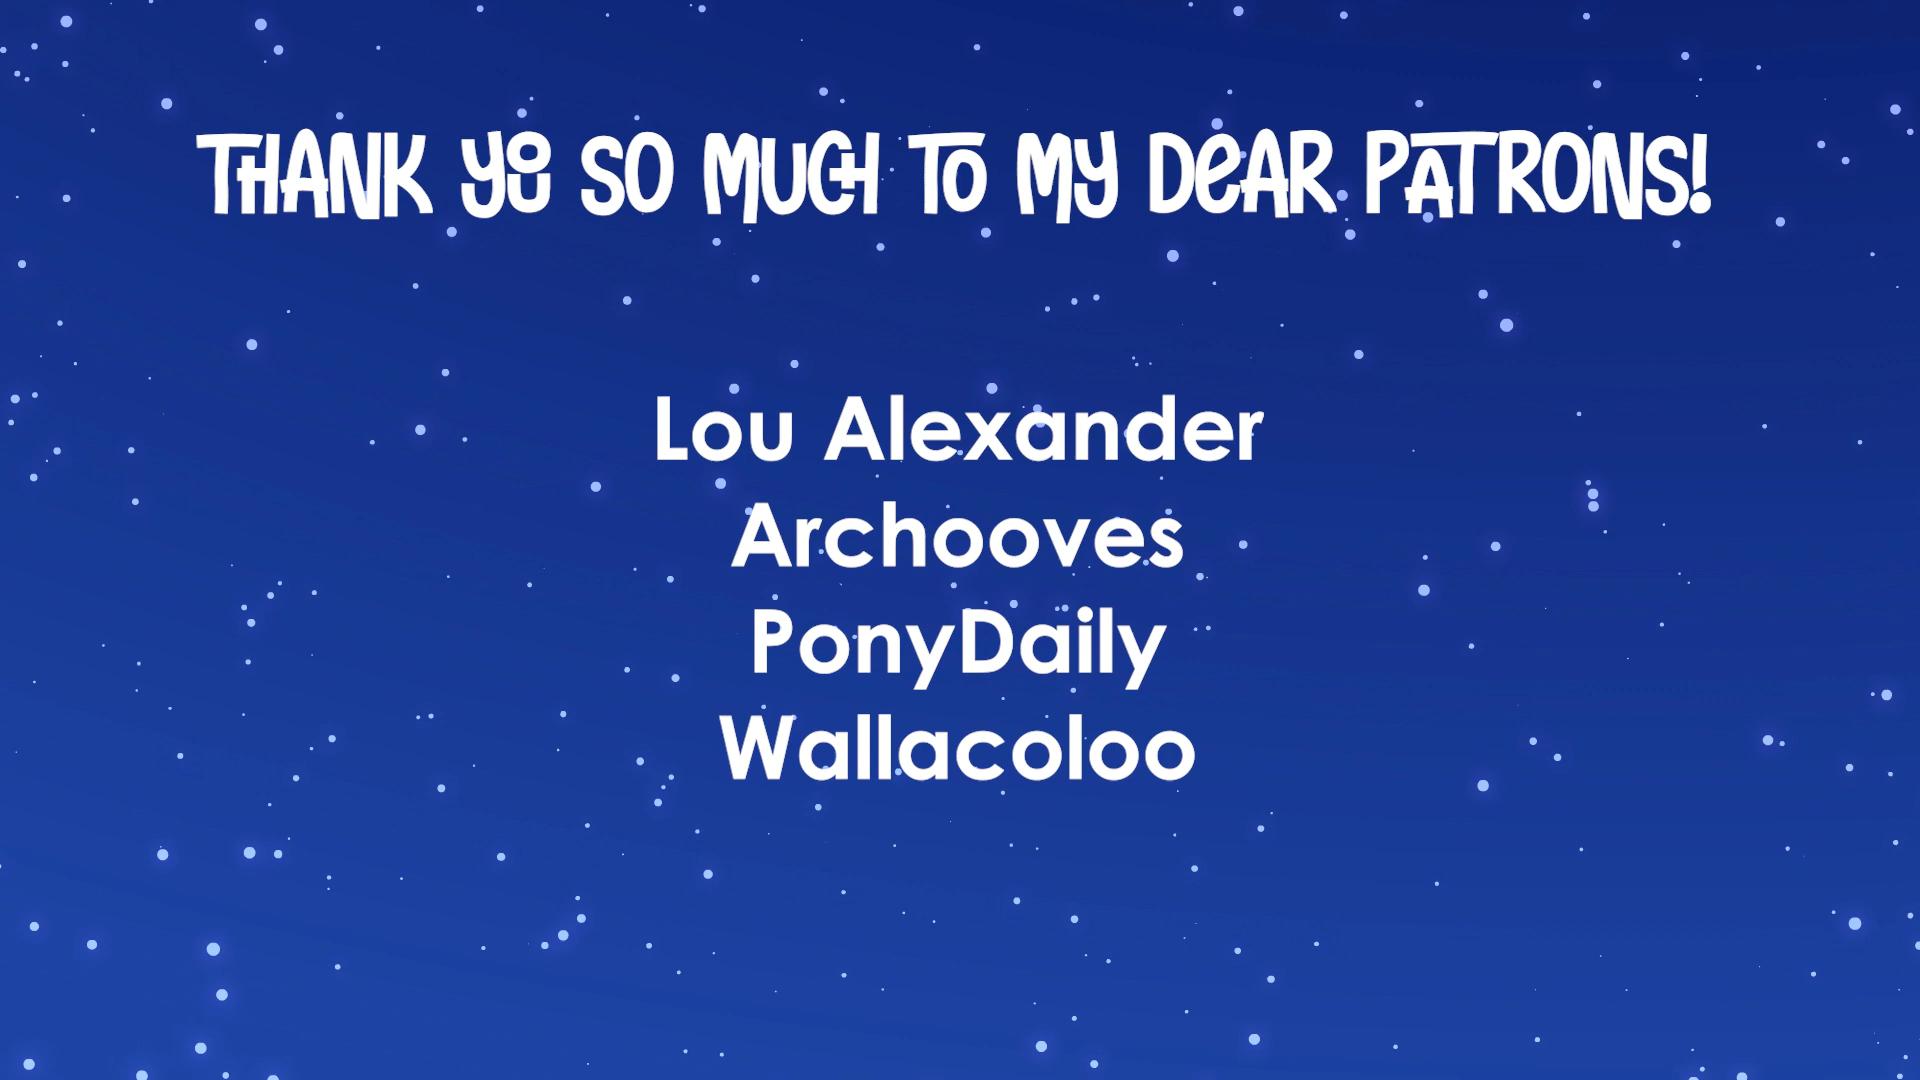 THANK YOU SO MUCH TO MY DEAR PATRONS!
Lou Alexander
Archooves
PonyDaily
Wallacoloo